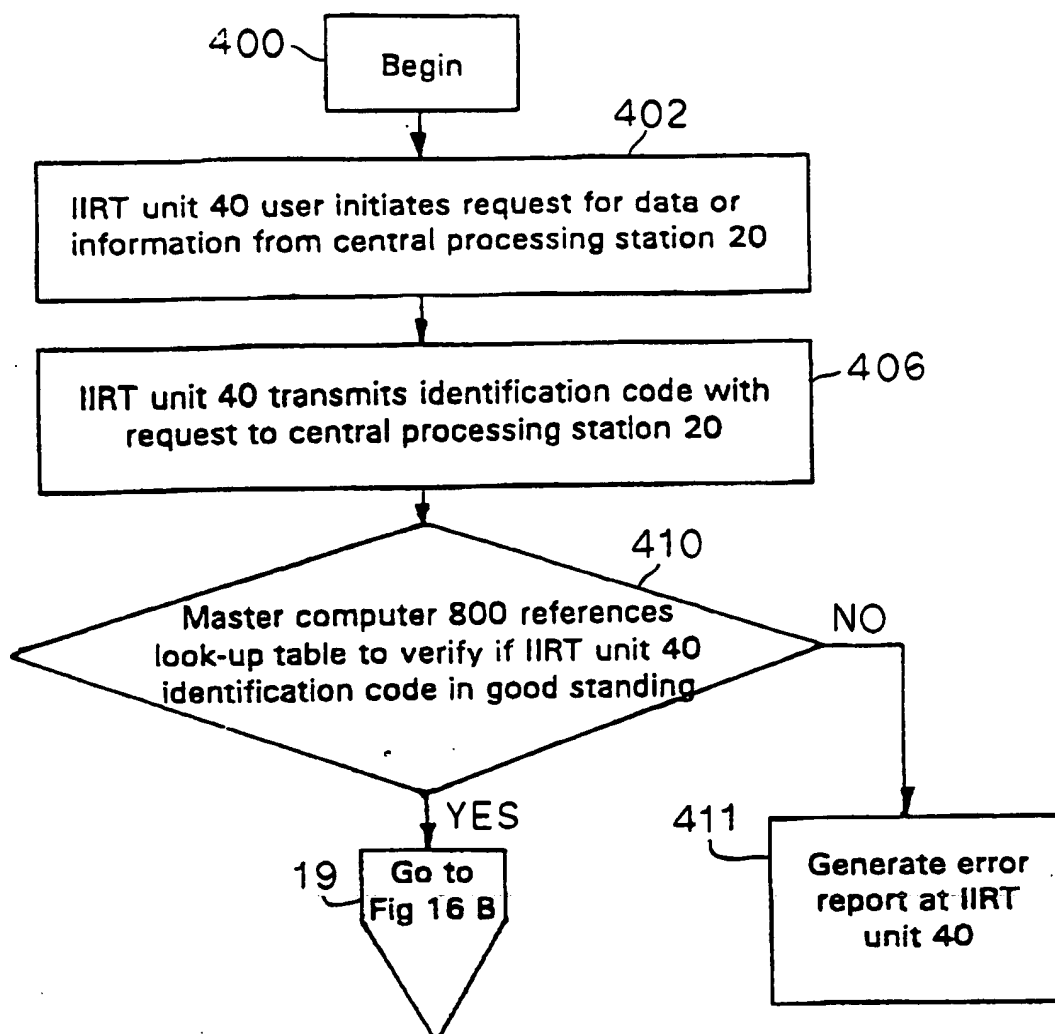 400
Begin
402
IIRT unit 40 user initiates request for data or
information from central processing station 20
406
IIRT unit 40 transmits identification code with
request to central processing station 20
410
Master computer 800 references
look-up table to verify if IIRT unit 40
identification code in good standing
NO
YES
19
Go to
Fig 16 B
411
Generate error
report at IIRT
unit 40